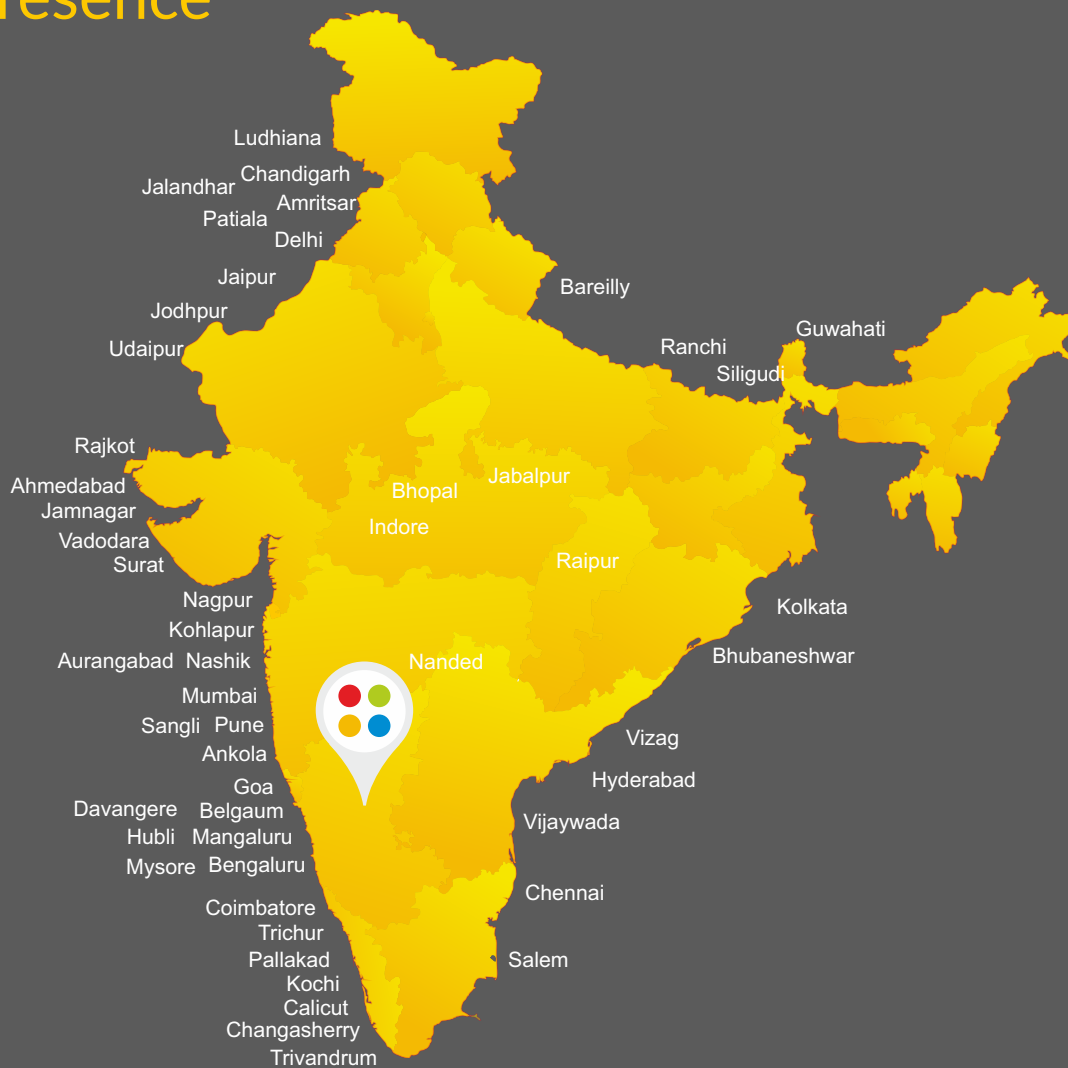 resence
Ludhiana
Chandigarh
Jalandhar
Amritsar
Patiala
Delhi
Jaipur
Bareilly
Jodhpur
Guwahati
Udaipur
Ranchi
Siligudi
Rajkot
Jabalpur
Ahmedabad
Bhopal
Jamnagar
Indore
Vadodara
Surat
Raipur
Nagpur
Kolkata
Kohlapur
Bhubaneshwar
Aurangabad Nashik
Nanded
Mumbai
Sangli Pune
Vizag
Ankola
Hyderabad
Goa
Davangere Belgaum
Vijaywada
Hubli Mangaluru
Mysore Bengaluru
Chennai
Coimbatore
Trichur
Pallakad
Salem
Kochi
Calicut
Changasherry
Trivandrum